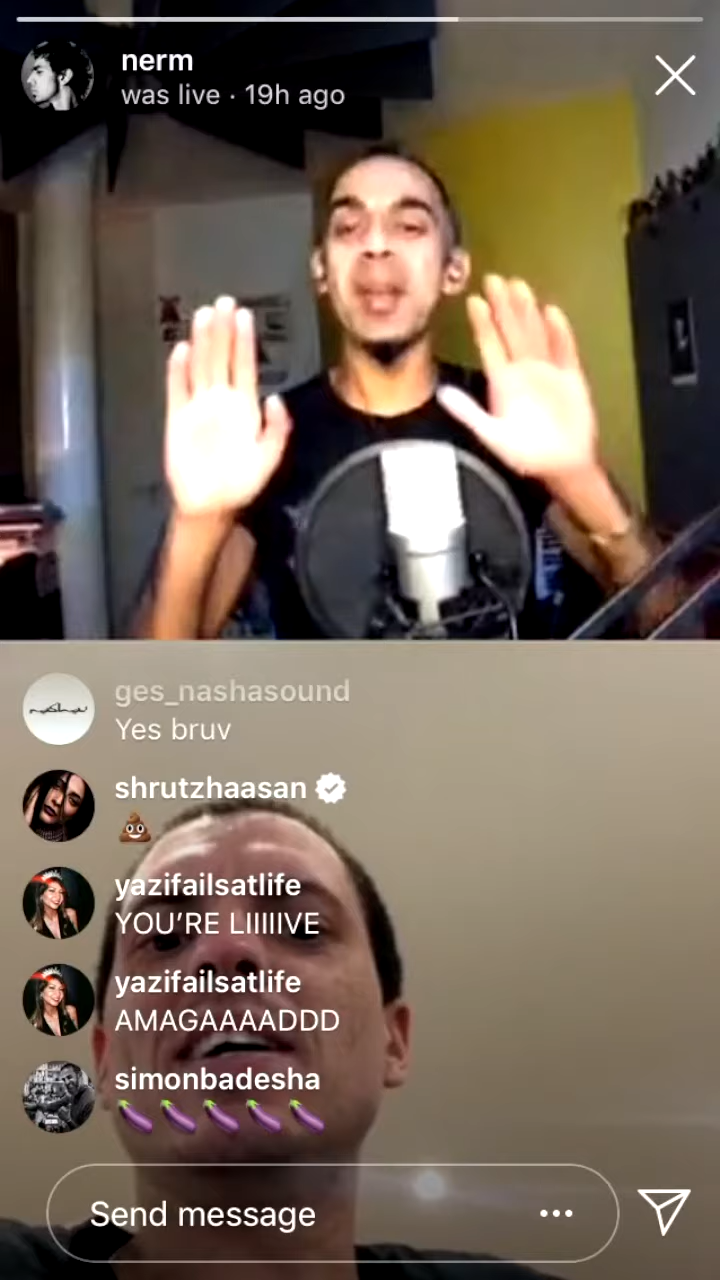 nerm
was live · 19h ago
ges_nashasound
Yes bruv
shrutzhaasan
💩
yazifailsatlife
YOU'RE LIIIIIVE
yazifailsatlife
AMAGAAAADDD
simonbadesha
🍆🍆🍆🍆🍆
Send message